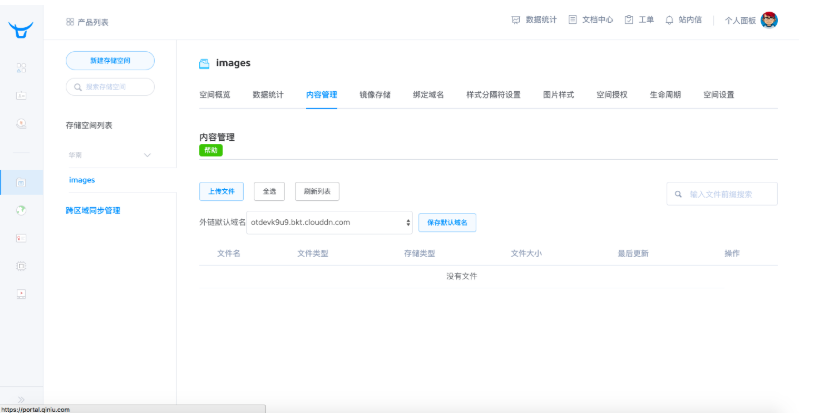 产品列表
数据统计 文档中心 工单 站内信 个人面板
新建存储空间
搜索存储空间
存储空间列表
华南
images
跨区域同步管理
images
空间概览 数据统计 内容管理 镜像存储 绑定域名 样式分隔符设置 图片样式 空间授权 生命周期 空间设置
内容管理
帮助
上传文件 全选 刷新列表 输入文件前缀搜索
外链默认域名 otdevk9u9.bkt.clouddn.com 保存默认域名
文件名 文件类型 存储类型 文件大小 最后更新 操作
没有文件
https://portal.qiniu.com